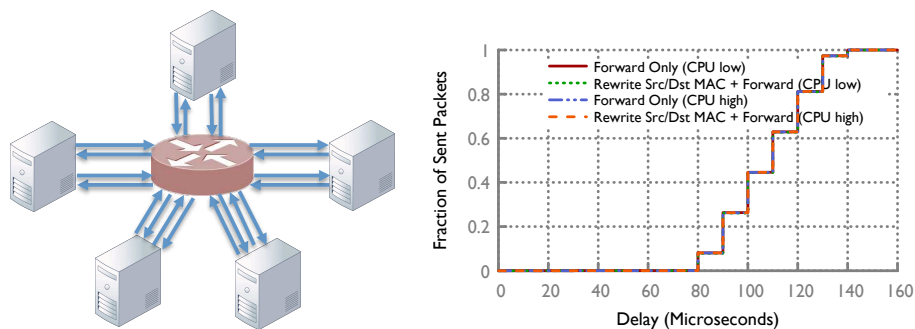 1
0.8
0.6
0.4
0.2
0
Fraction of Sent Packets
Forward Only (CPU low)
Rewrite Src/Dst MAC + Forward (CPU low)
Forward Only (CPU high)
Rewrite Src/Dst MAC + Forward (CPU high)
0 20 40 60 80 100 120 140 160
Delay (Microseconds)